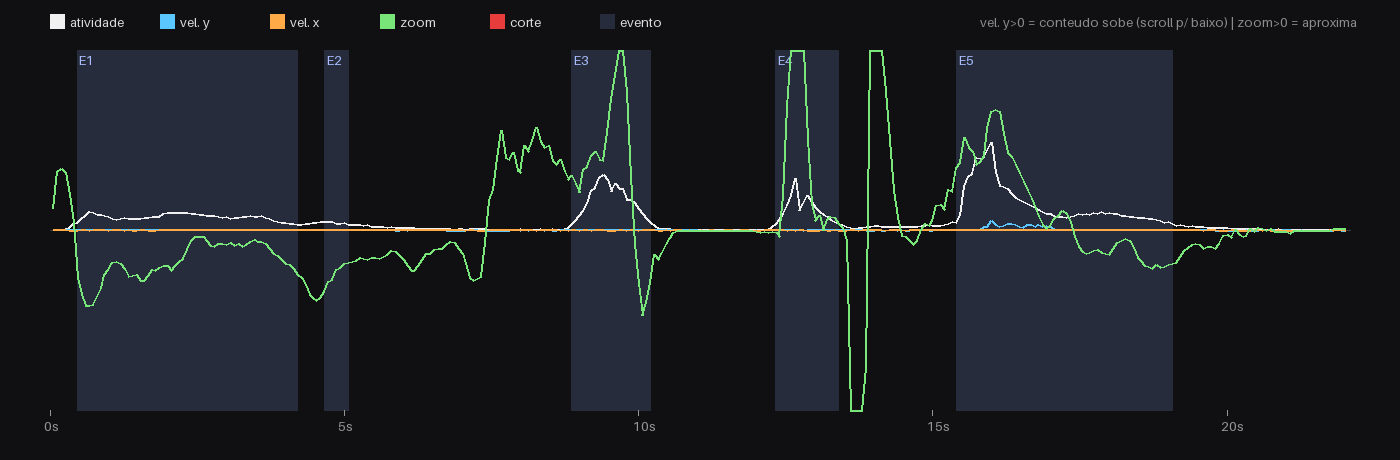 atividade vel. y vel. x zoom corte evento vel. y>0 = conteudo sobe (scroll p/ baixo) | zoom>0 = aproxima
E1 E2 E3 E4 E5
0s 5s 10s 15s 20s